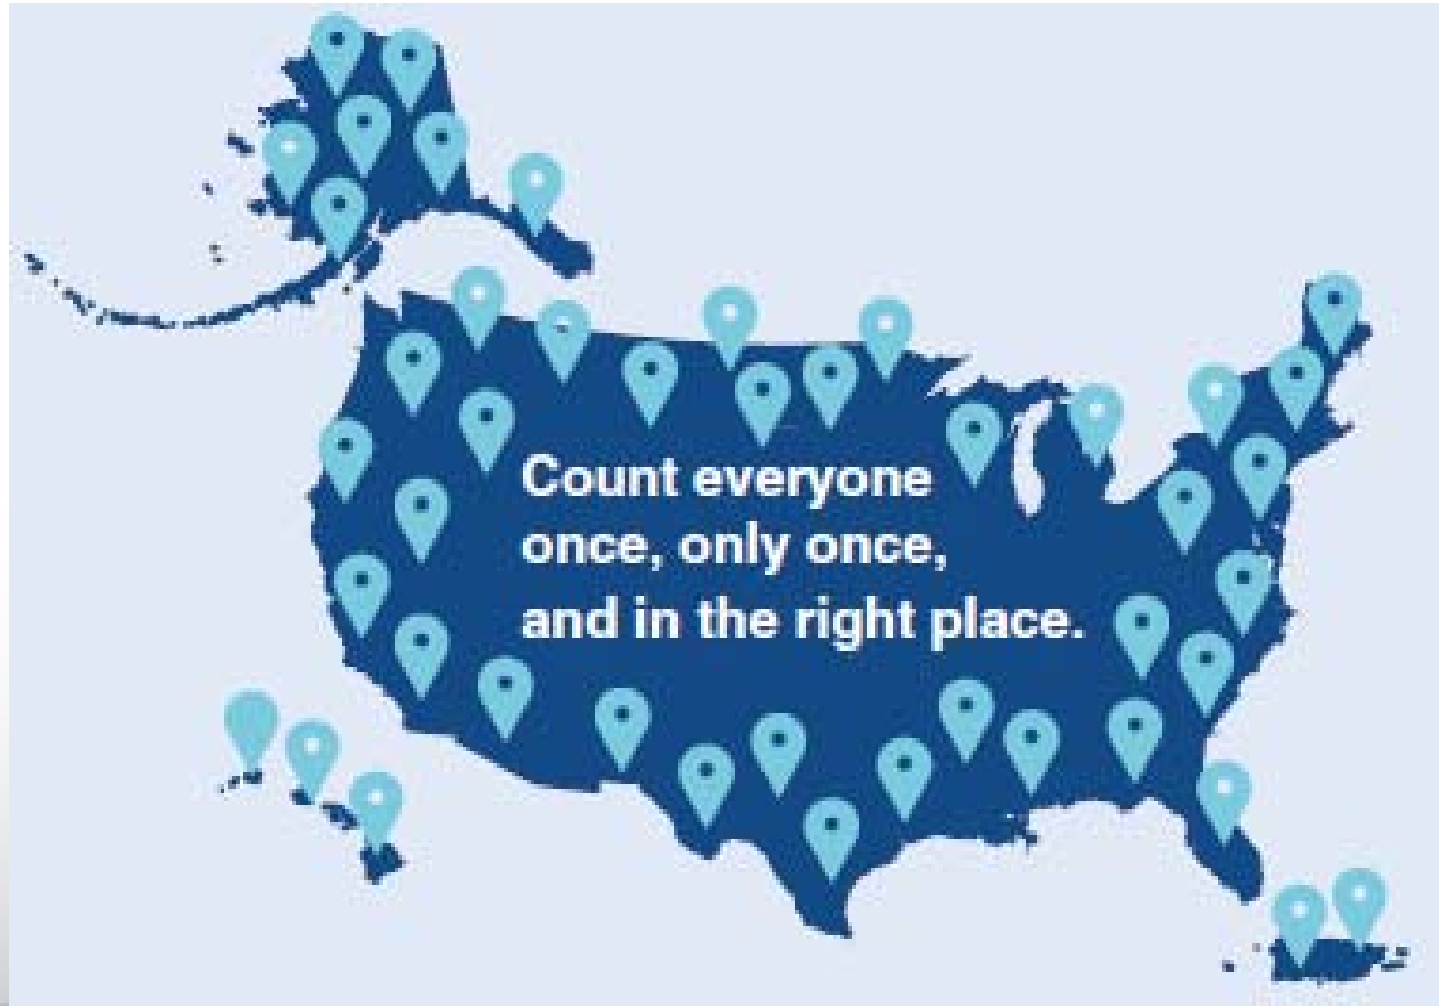 Count everyone
once, only once,
and in the right place.